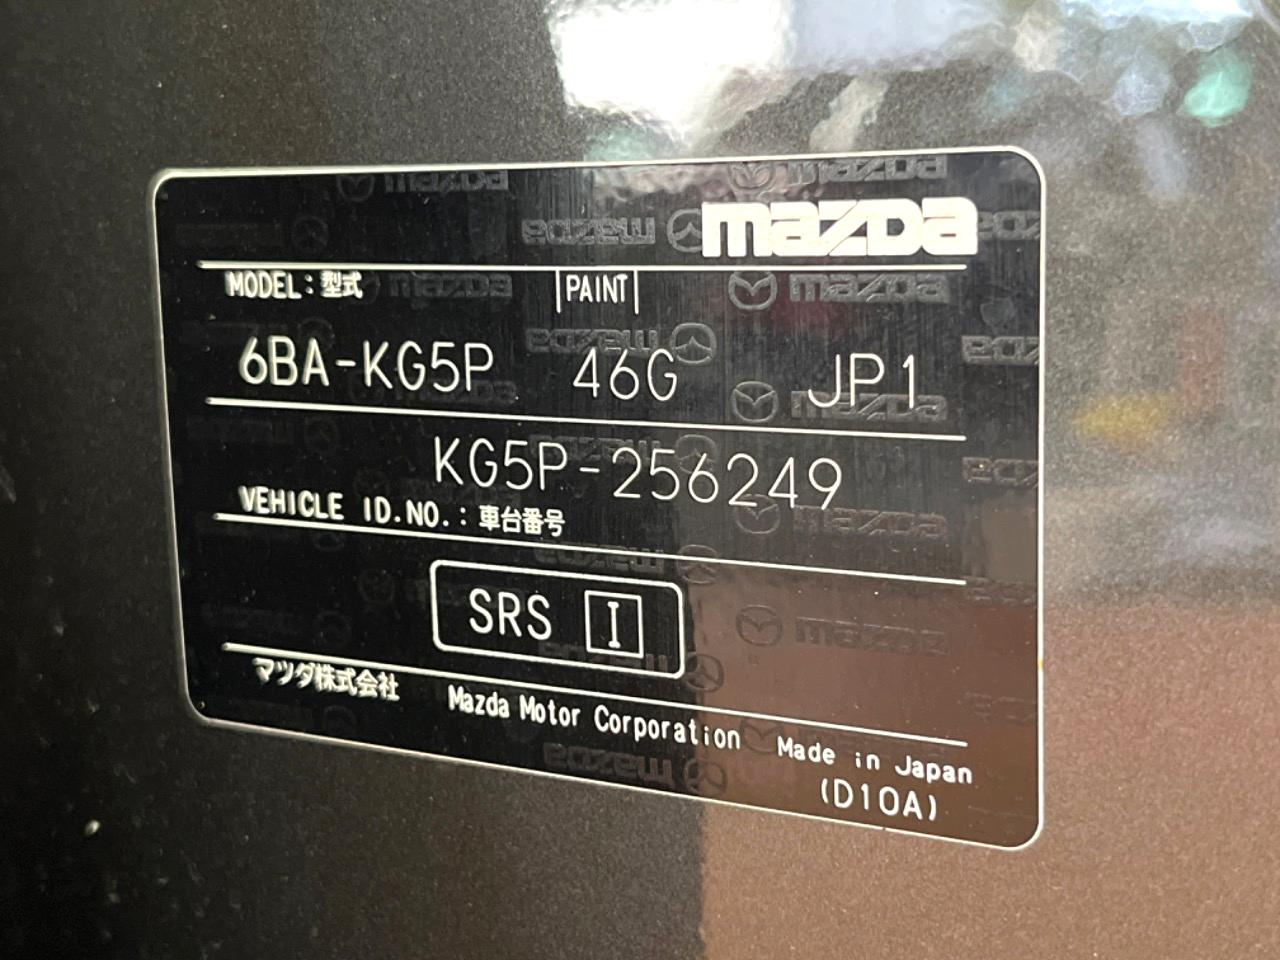 mazda
MODEL : 型式 PAINT
6BA-KG5P 46G JP1
KG5P-256249
VEHICLE ID.NO. : 車台番号
SRS I
マツダ株式会社 Mazda Motor Corporation Made in Japan
(D10A)